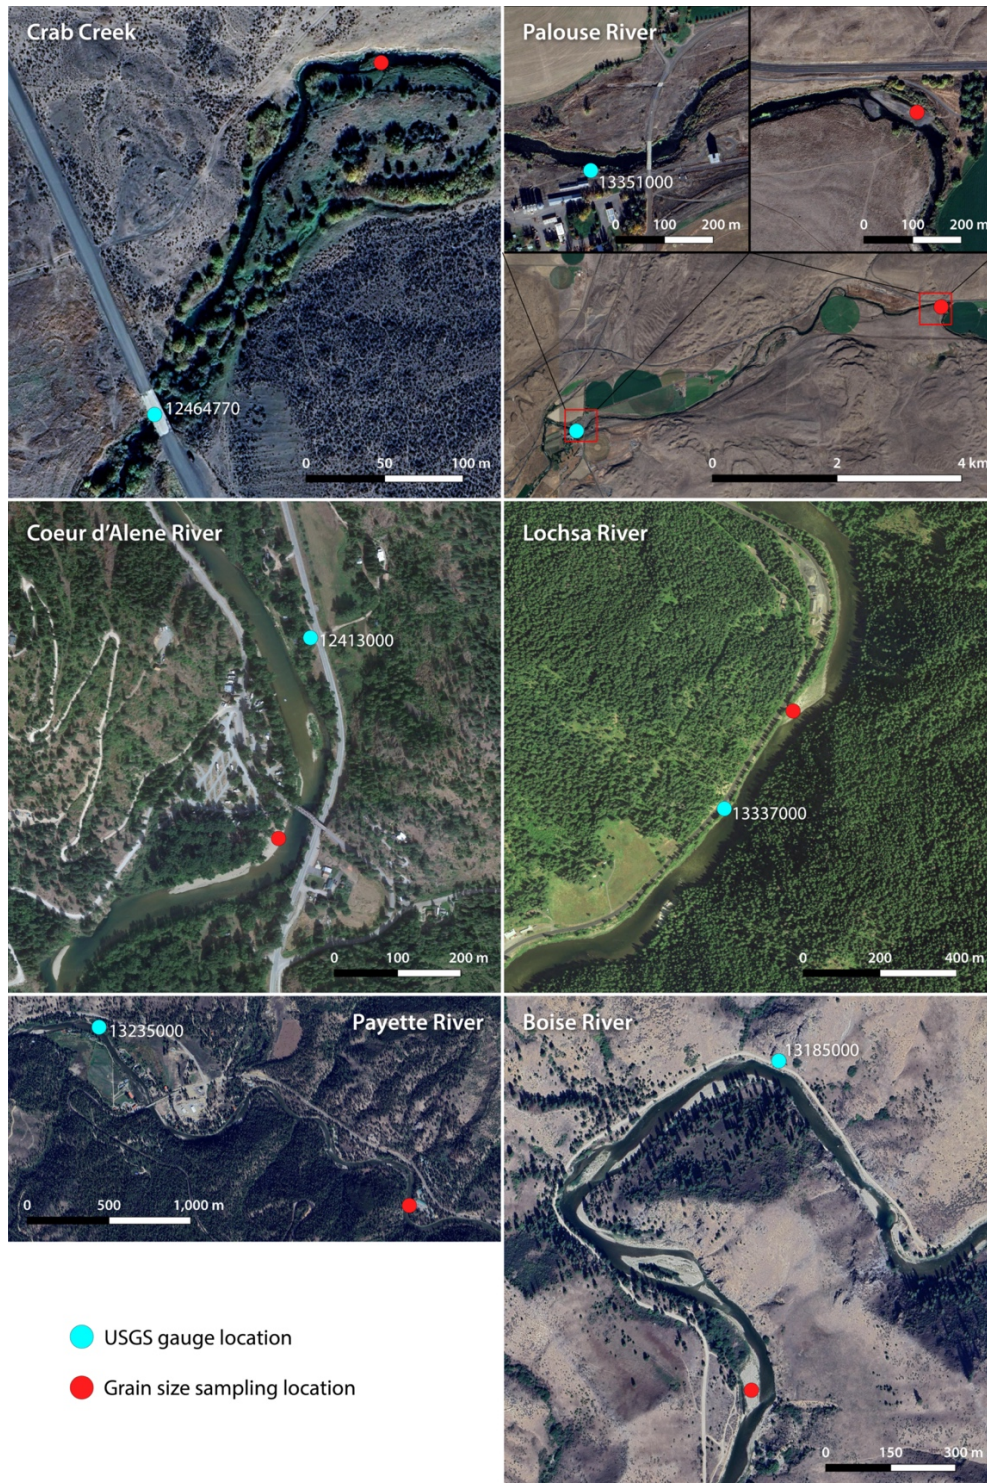 Crab Creek
12464770
0 50 100 m
Palouse River
13351000
0 100 200 m
0 100 200 m
0 2 4 km
Coeur d’Alene River
12413000
0 100 200 m
Lochsa River
13337000
0 200 400 m
Payette River
13235000
0 500 1,000 m
Boise River
13185000
0 150 300 m
USGS gauge location
Grain size sampling location